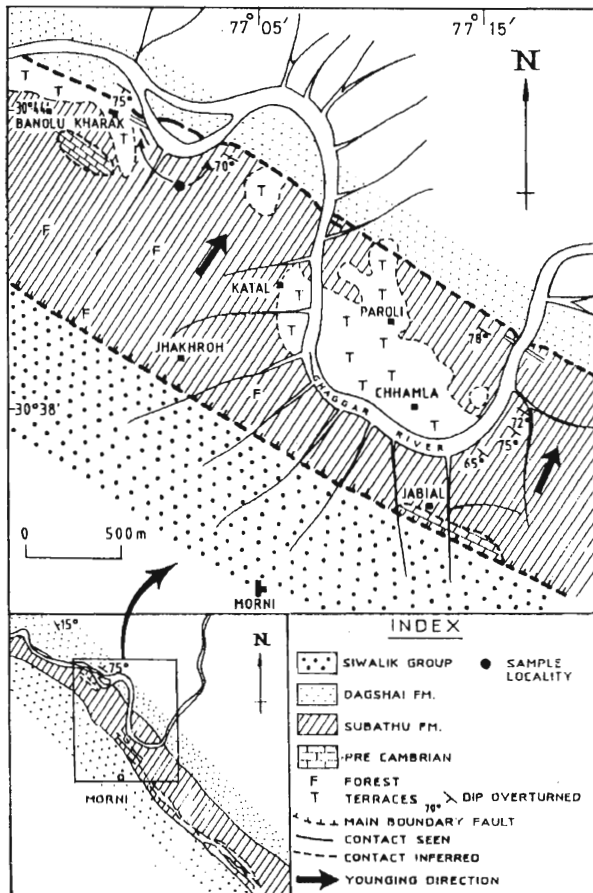 77° 05′ 77° 15′
N
T T
T
75°
30° 44′
BANOLU KHARAK
T
70°
T
F
F
KATAL
T
T
T
T
PAROLI
T
T
F
JHAKHROH
T
T
T
78°
CHHAMLA
T
T
F
30° 38′
GHAGGAR RIVER
72°
75°
65°
JABIAL
0 500 m
MORNI
15°
75°
N
MORNI
INDEX
SIWALIK GROUP
SAMPLE LOCALITY
DAGSHAI FM.
SUBATHU FM.
T PRE CAMBRIAN
F FOREST
T TERRACES 70° DIP OVERTURNED
MAIN BOUNDARY FAULT
CONTACT SEEN
CONTACT INFERRED
YOUNGING DIRECTION